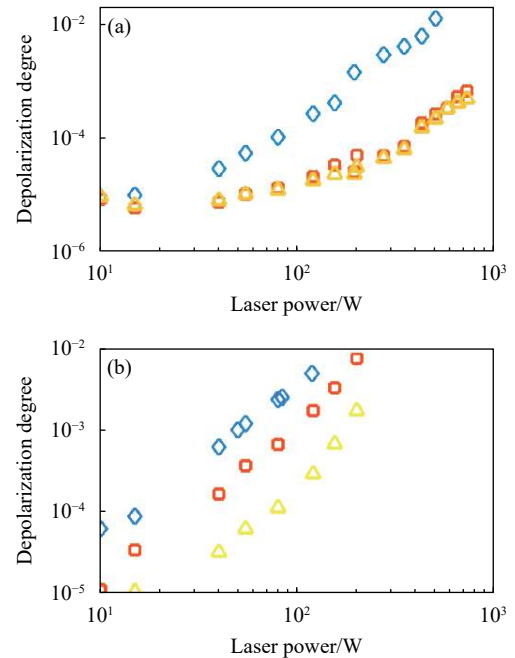 (a)
Depolarization degree
10⁻²
10⁻⁴
10⁻⁶
10¹
10²
10³
Laser power/W
(b)
Depolarization degree
10⁻²
10⁻³
10⁻⁴
10⁻⁵
10¹
10²
10³
Laser power/W